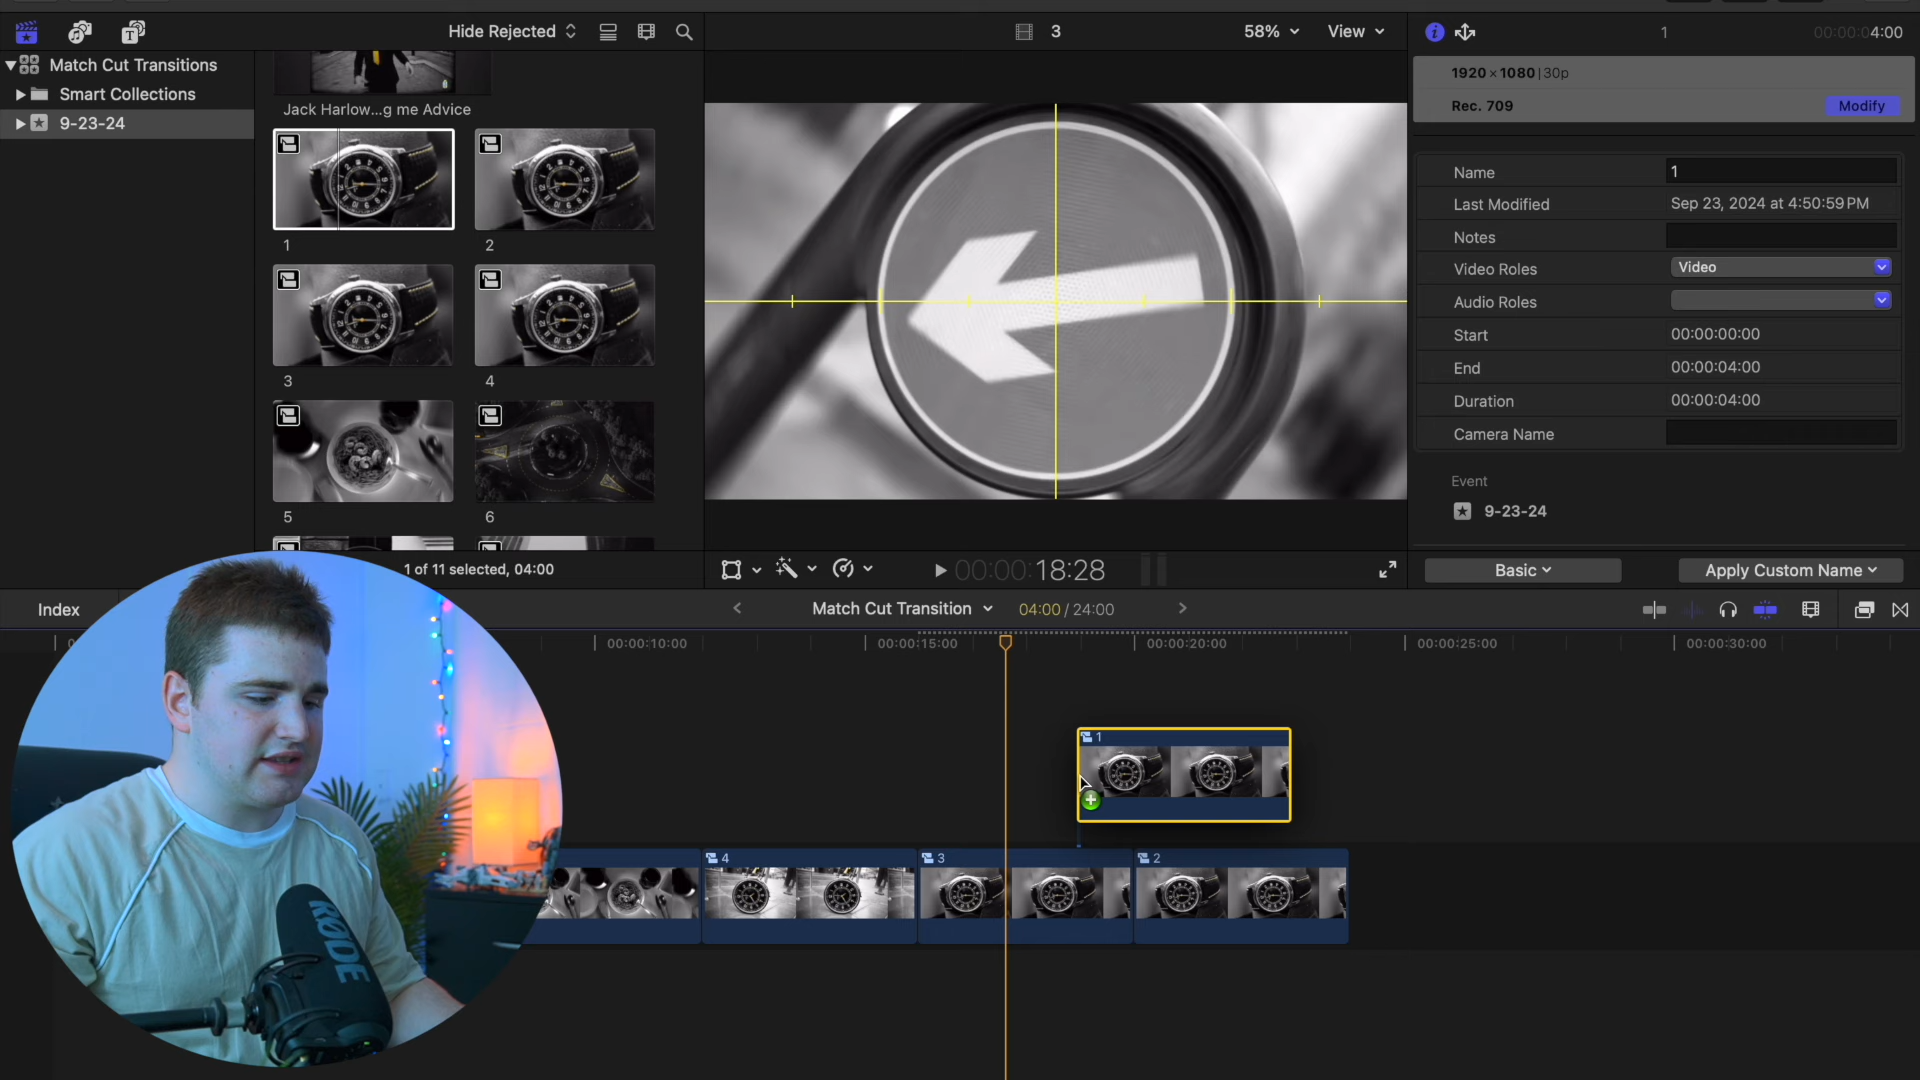 Hide Rejected
3
58%
View
1
00:00:04:00
Match Cut Transitions
Smart Collections
9-23-24
Jack Harlow...g me Advice
1
2
3
4
5
6
1920 × 1080 | 30p
Rec. 709
Modify
Name
1
Last Modified
Sep 23, 2024 at 4:50:59 PM
Notes
Video Roles
Video
Audio Roles
Start
00:00:00:00
End
00:00:04:00
Duration
00:00:04:00
Camera Name
Event
9-23-24
1 of 11 selected, 04:00
00:00:18:28
Basic
Apply Custom Name
Index
Match Cut Transition
04:00 / 24:00
00:00:10:00
00:00:15:00
00:00:20:00
00:00:25:00
00:00:30:00
1
4
3
2
RØDE